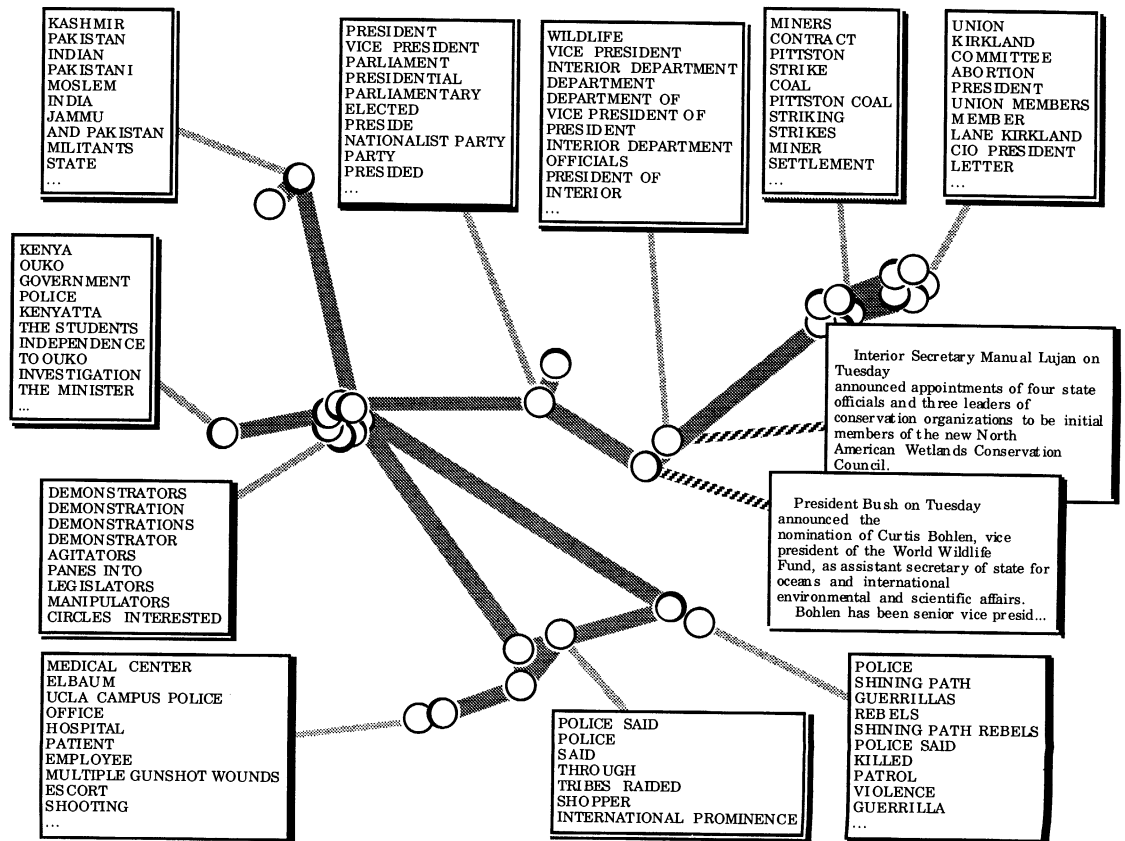 KASHMIR
PAKISTAN
INDIAN
PAKISTANI
MOSLEM
INDIA
JAMMU
AND PAKISTAN
MILITANTS
STATE
...
PRESIDENT
VICE PRESIDENT
PARLIAMENT
PRESIDENTIAL
PARLIAMENTARY
ELECTED
PRESIDE
NATIONALIST PARTY
PARTY
PRESIDED
...
WILDLIFE
VICE PRESIDENT
INTERIOR DEPARTMENT
DEPARTMENT
DEPARTMENT OF
VICE PRESIDENT OF
PRESIDENT
INTERIOR DEPARTMENT
OFFICIALS
PRESIDENT OF
INTERIOR
...
MINERS
CONTRACT
PITTSTON
STRIKE
COAL
PITTSTON COAL
STRIKING
STRIKES
MINER
SETTLEMENT
...
UNION
KIRKLAND
COMMITTEE
ABORTION
PRESIDENT
UNION MEMBERS
MEMBER
LANE KIRKLAND
CIO PRESIDENT
LETTER
...
KENYA
OUKO
GOVERNMENT
POLICE
KENYATTA
THE STUDENTS
INDEPENDENCE
TO OUKO
INVESTIGATION
THE MINISTER
...
Interior Secretary Manual Lujan on
Tuesday
announced appointments of four state
officials and three leaders of
conservation organizations to be initial
members of the new North
American Wetlands Conservation
Council.
President Bush on Tuesday
announced the
nomination of Curtis Bohlen, vice
president of the World Wildlife
Fund, as assistant secretary of state for
oceans and international
environmental and scientific affairs.
Bohlen has been senior vice presid...
DEMONSTRATORS
DEMONSTRATION
DEMONSTRATIONS
DEMONSTRATOR
AGITATORS
PANES INTO
LEGISLATORS
MANIPULATORS
CIRCLES INTERESTED
MEDICAL CENTER
ELBAUM
UCLA CAMPUS POLICE
OFFICE
HOSPITAL
PATIENT
EMPLOYEE
MULTIPLE GUNSHOT WOUNDS
ESCORT
SHOOTING
...
POLICE SAID
POLICE
SAID
THROUGH
TRIBES RAIDED
SHOPPER
INTERNATIONAL PROMINENCE
POLICE
SHINING PATH
GUERRILLAS
REBELS
SHINING PATH REBELS
POLICE SAID
KILLED
PATROL
VIOLENCE
GUERRILLA
...